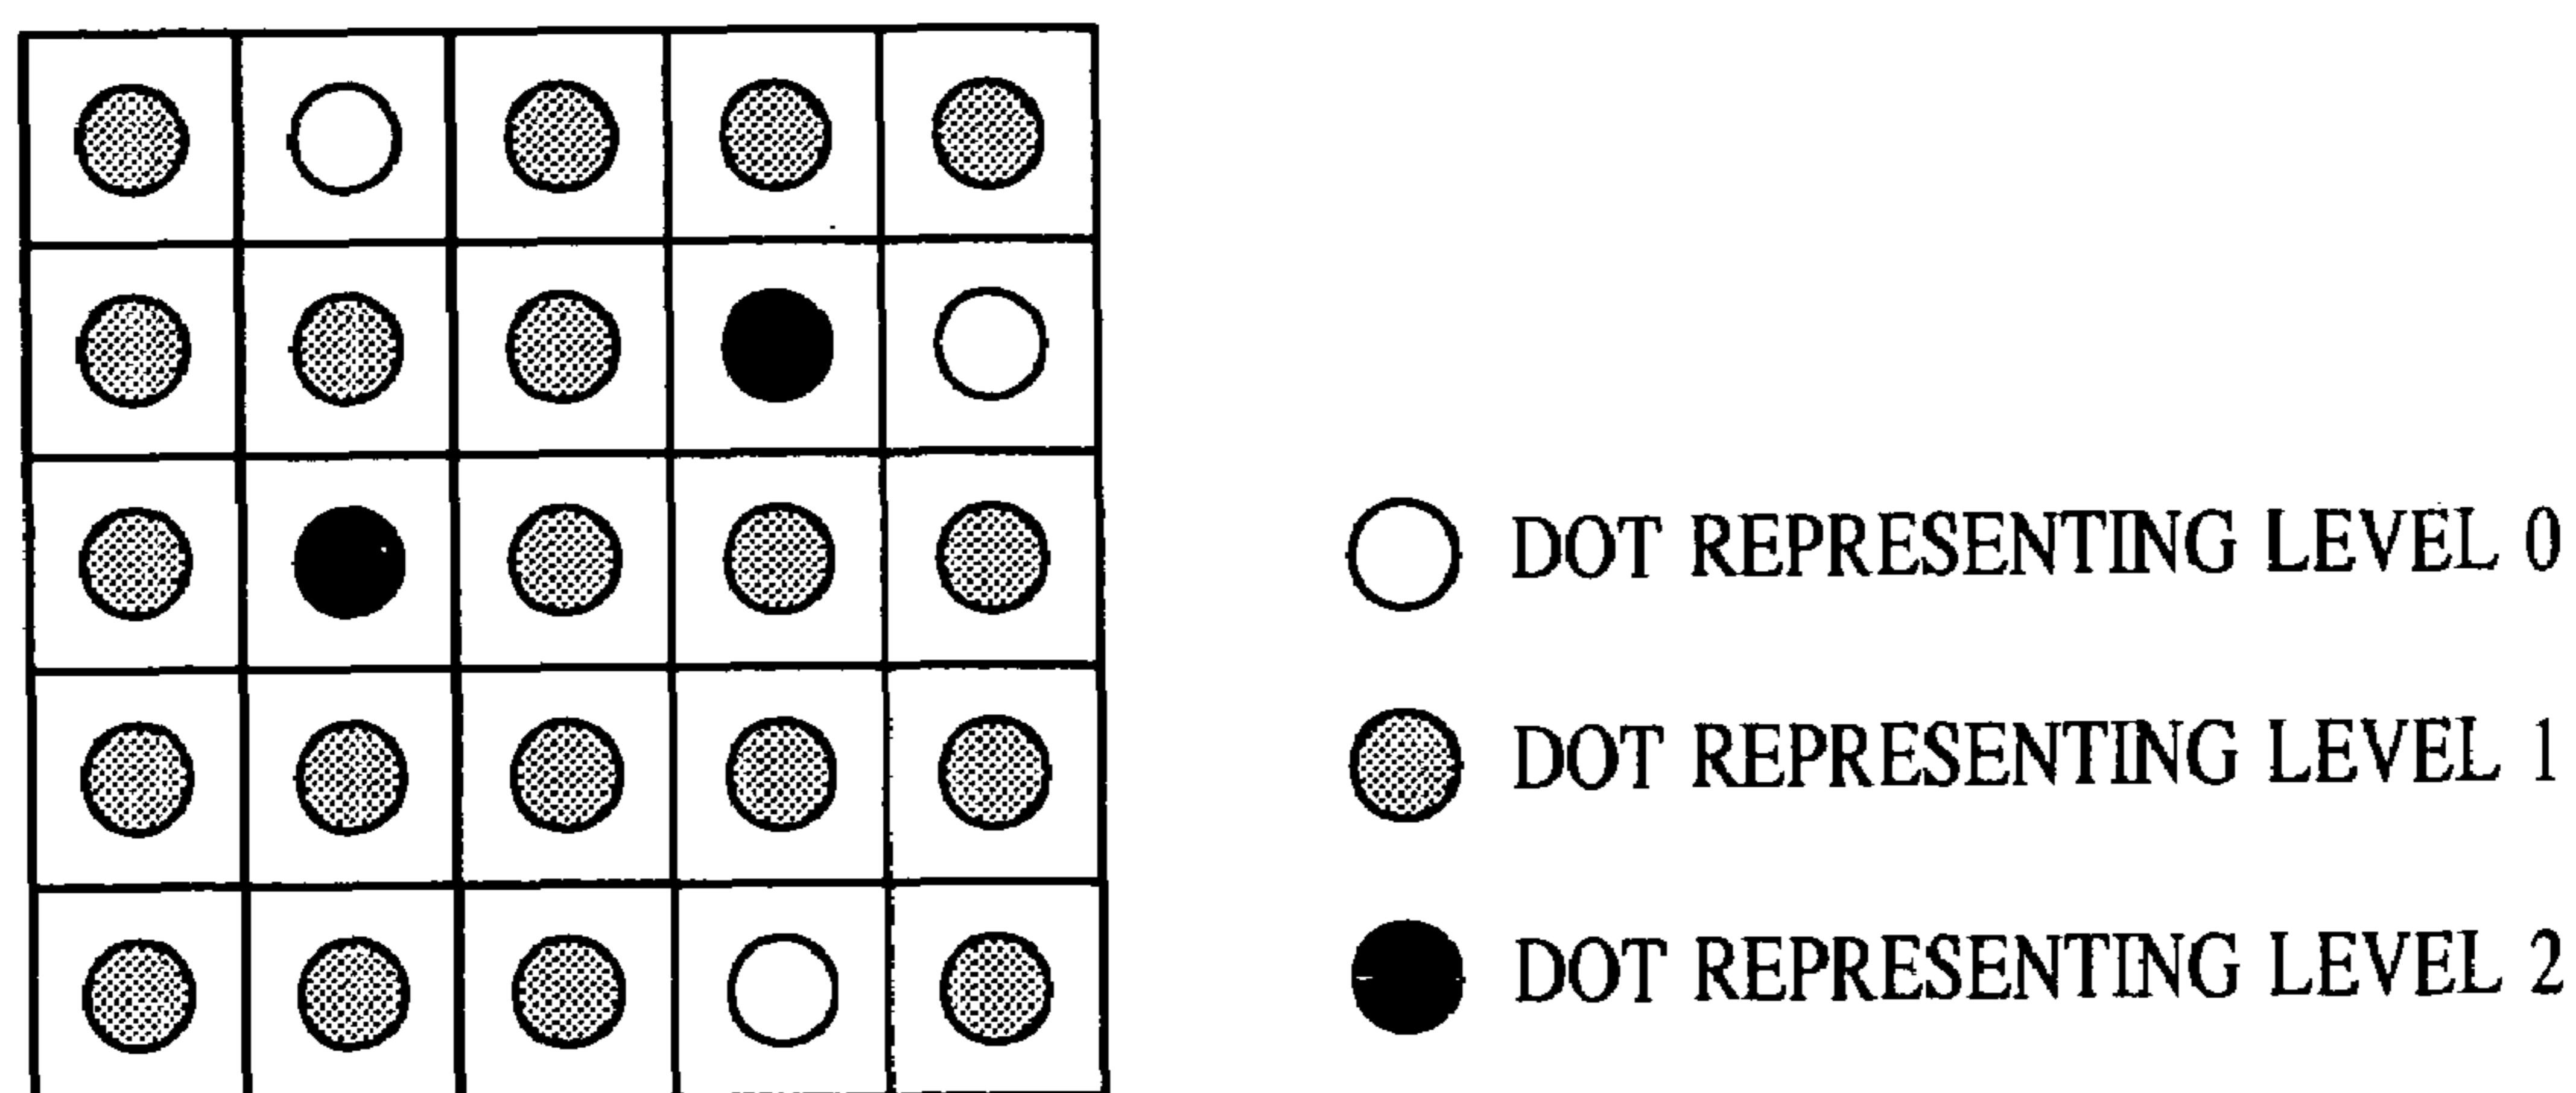 DOT REPRESENTING LEVEL 0
DOT REPRESENTING LEVEL 1
DOT REPRESENTING LEVEL 2